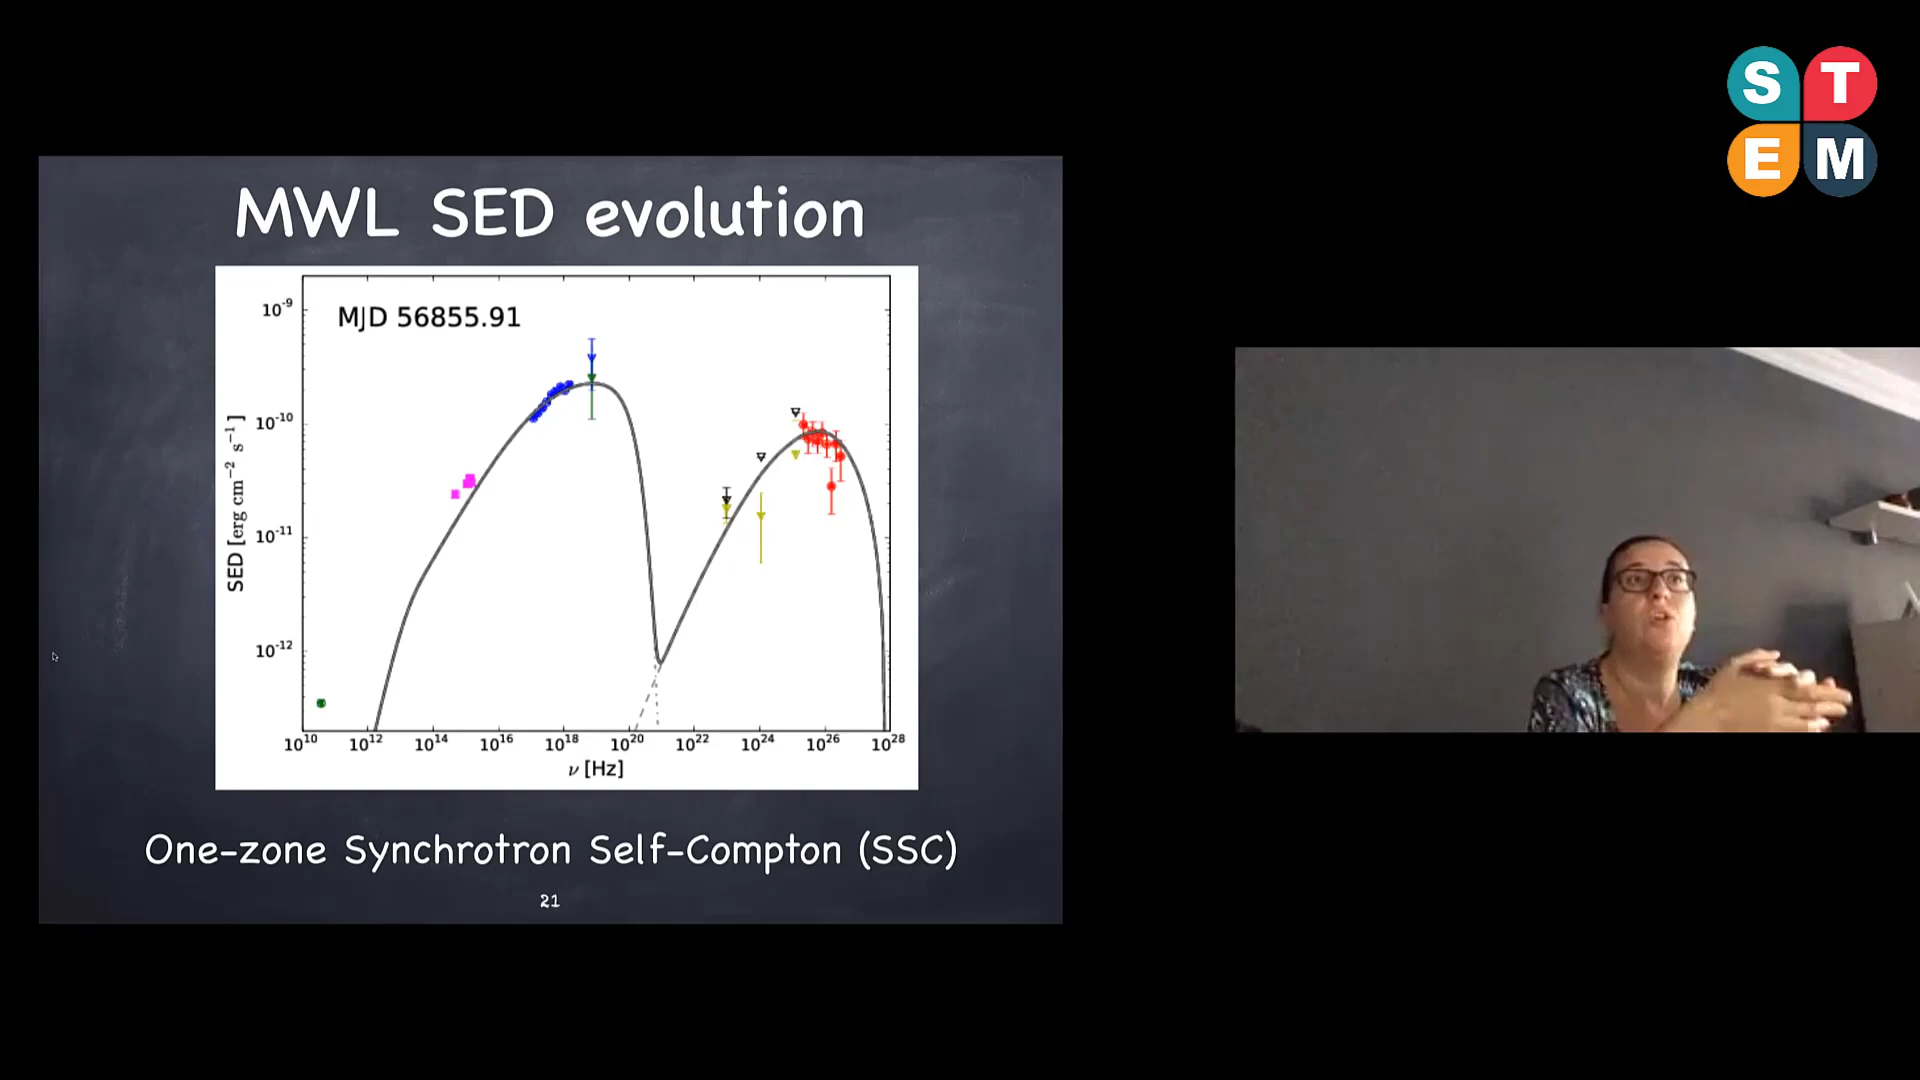 S T
E M
MWL SED evolution
MJD 56855.91
10⁻⁹
10⁻¹⁰
10⁻¹¹
10⁻¹²
SED [erg cm⁻² s⁻¹]
10¹⁰ 10¹² 10¹⁴ 10¹⁶ 10¹⁸ 10²⁰ 10²² 10²⁴ 10²⁶ 10²⁸
ν [Hz]
One-zone Synchrotron Self-Compton (SSC)
21